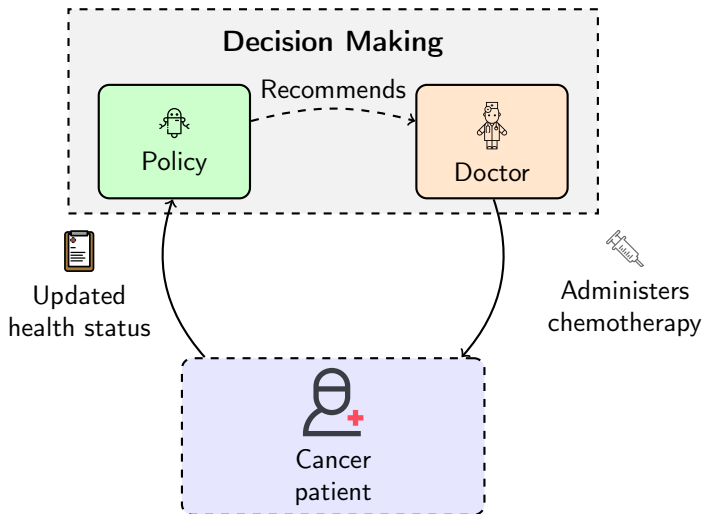 Decision Making
Recommends
Policy
Doctor
Updated
health status
Administers
chemotherapy
Cancer
patient